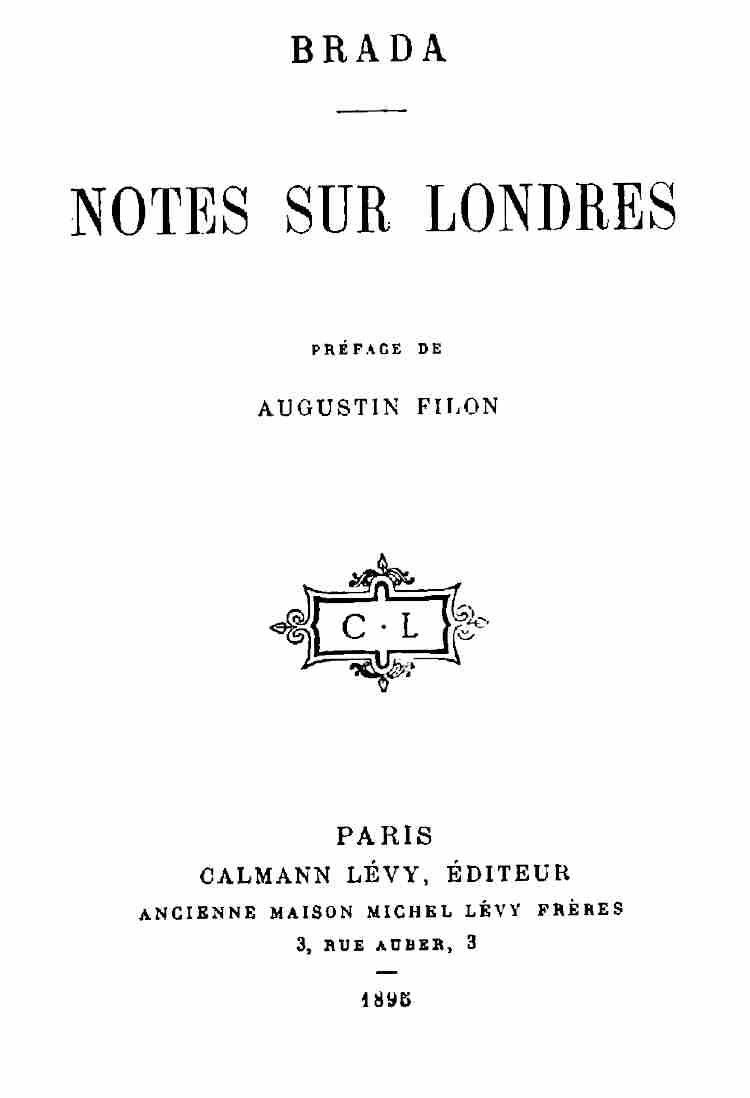 BRADA
NOTES SUR LONDRES
PRÉFACE DE
AUGUSTIN FILON
C · L
PARIS
CALMANN LÉVY, ÉDITEUR
ANCIENNE MAISON MICHEL LÉVY FRÈRES
3, RUE AUBER, 3
1895